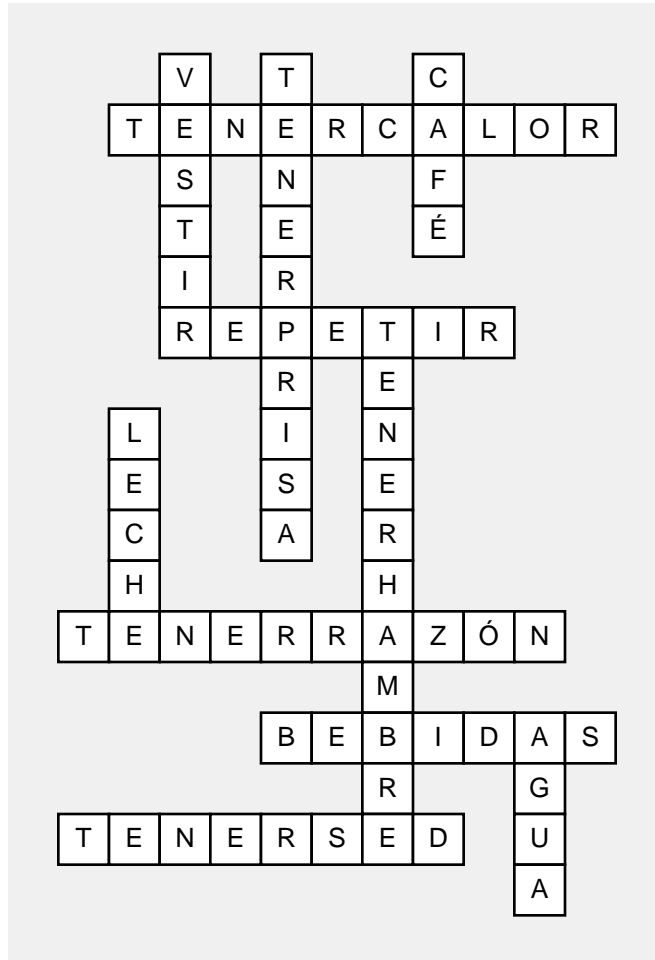 V T C
T E N E R C A L O R
S N F
T E É
I R
R E P E T I R
R E
L I N
E S E
C A R
H H
T E N E R R A Z Ó N
M
B E B I D A S
R G
T E N E R S E D U
A